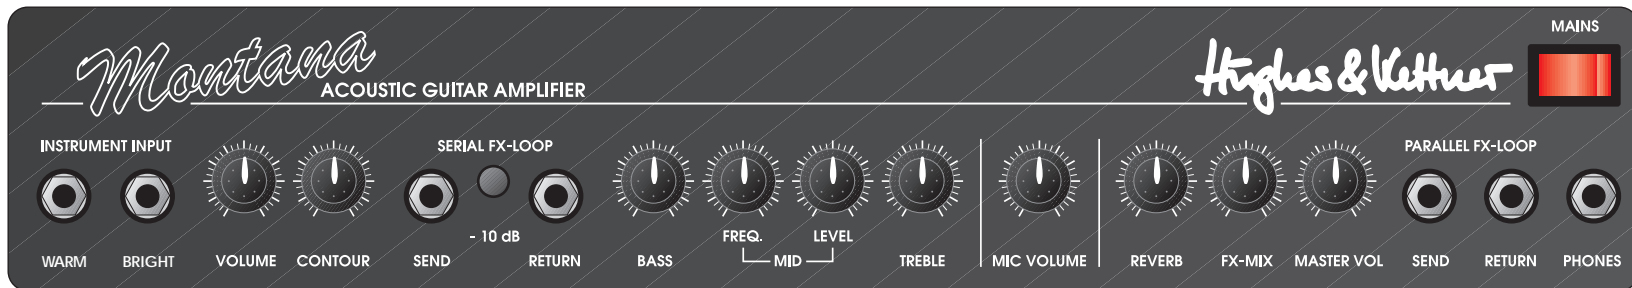 MAINS
Montana
Hughes & Kettner
ACOUSTIC GUITAR AMPLIFIER
INSTRUMENT INPUT
SERIAL FX-LOOP
PARALLEL FX-LOOP
- 10 dB
FREQ.
LEVEL
WARM
BRIGHT
VOLUME
CONTOUR
SEND
RETURN
BASS
MID
TREBLE
MIC VOLUME
REVERB
FX-MIX
MASTER VOL
SEND
RETURN
PHONES